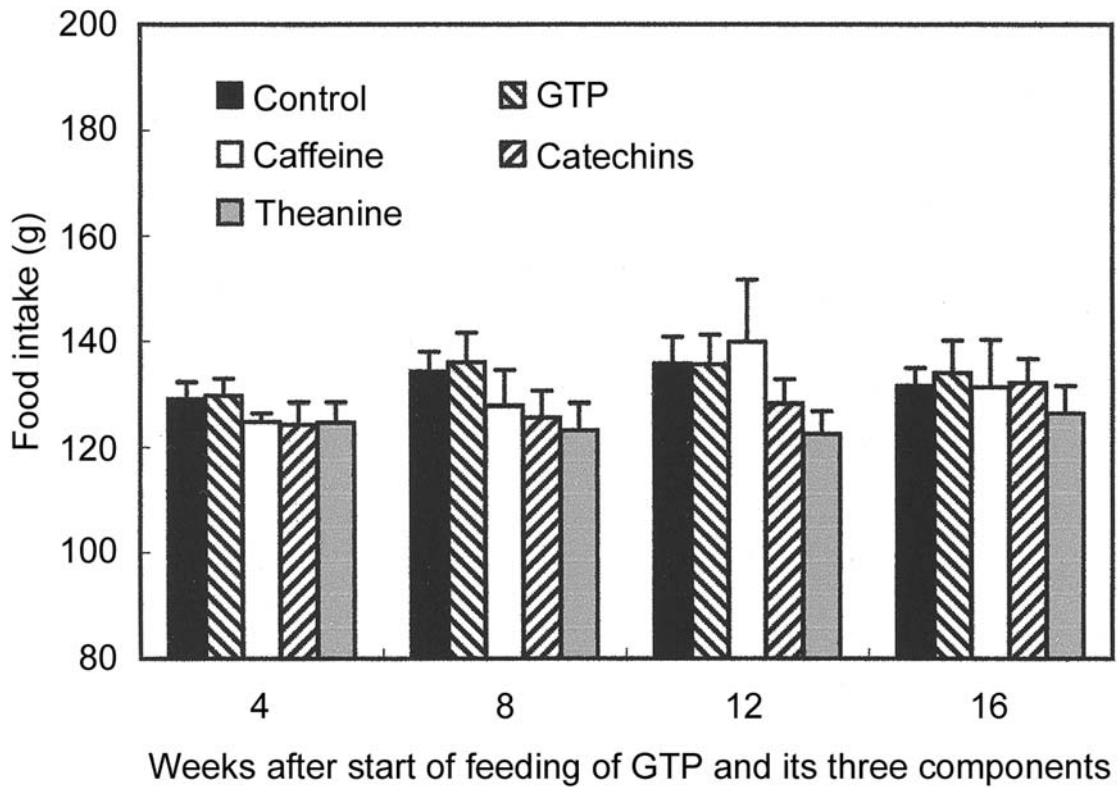 200
180
160
140
120
100
80
Food intake (g)
Control
GTP
Caffeine
Catechins
Theanine
4 8 12 16
Weeks after start of feeding of GTP and its three components